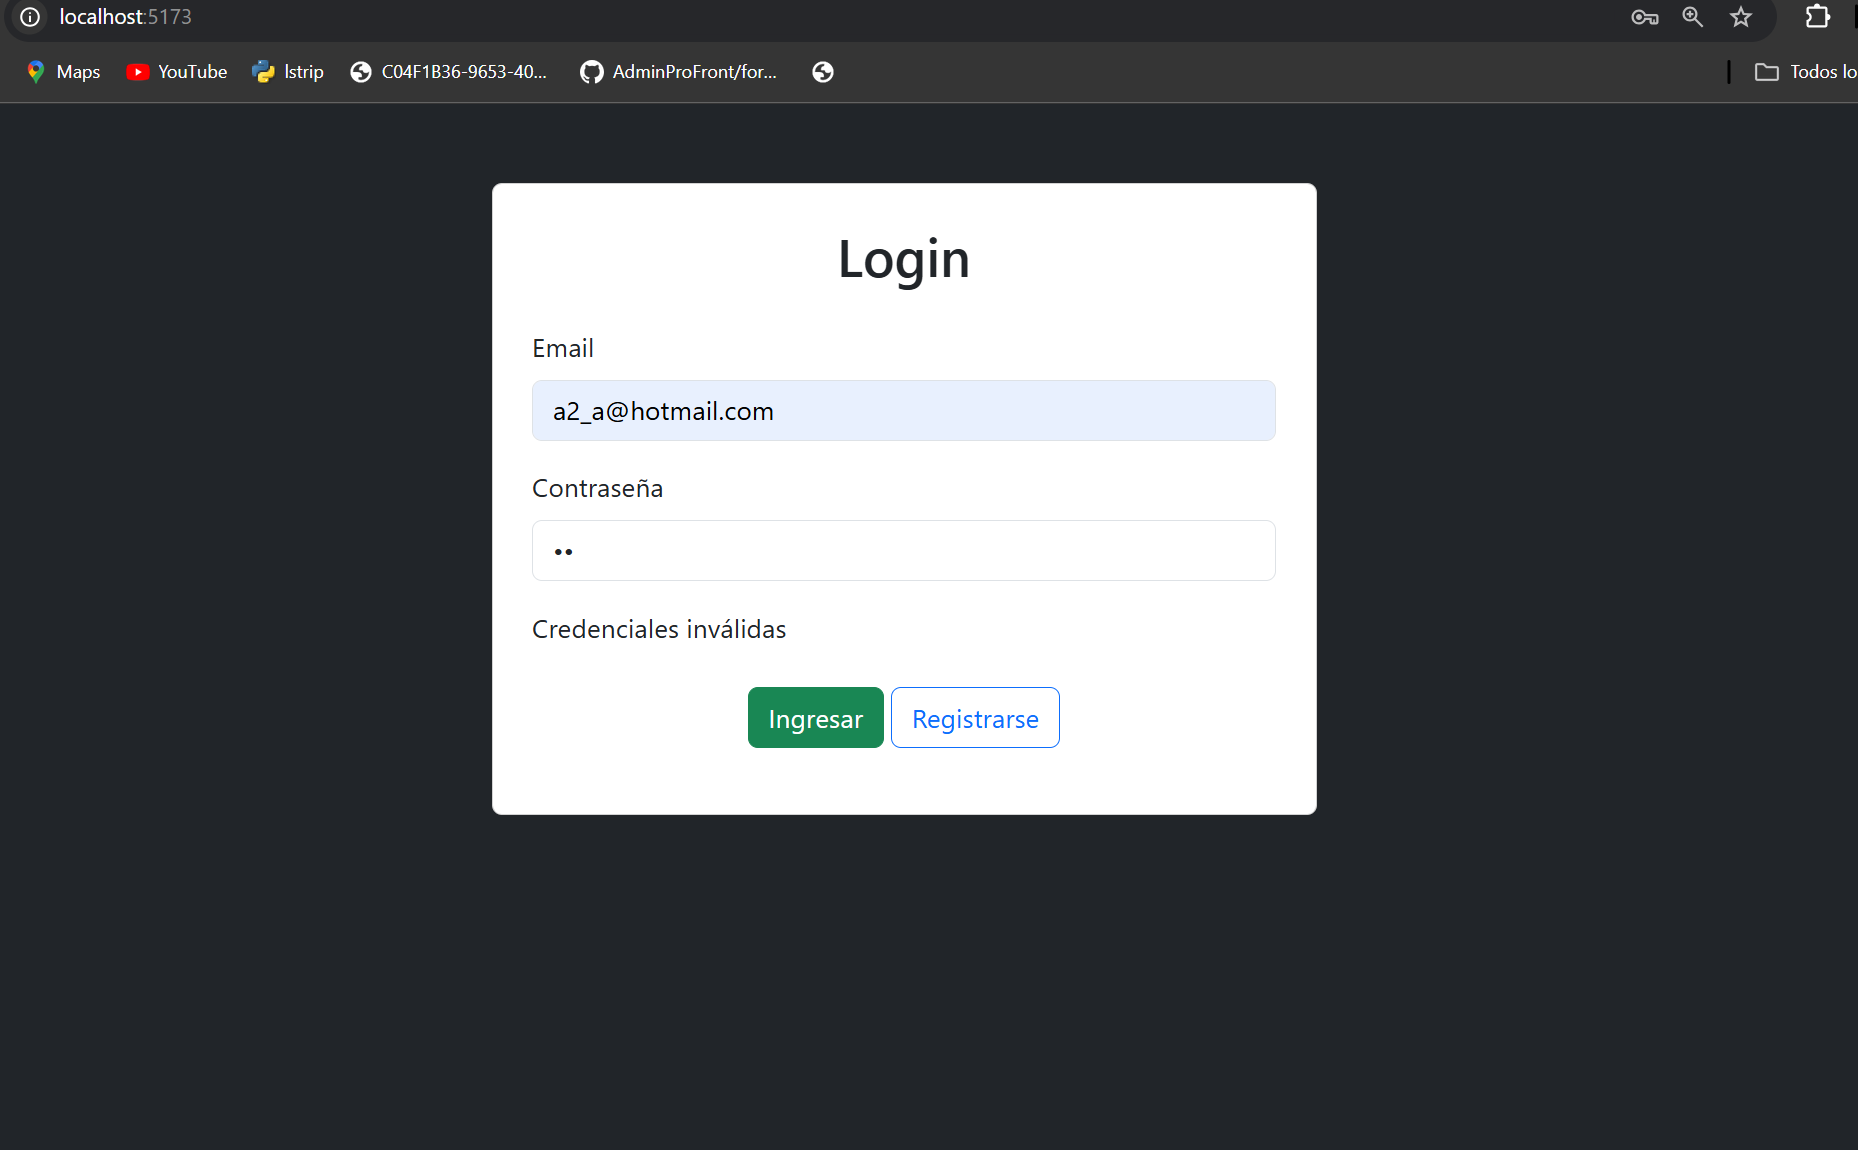 localhost:5173
Maps YouTube lstrip C04F1B36-9653-40... AdminProFront/for... Todos lo
Login
Email
a2_a@hotmail.com
Contraseña
••
Credenciales inválidas
Ingresar Registrarse